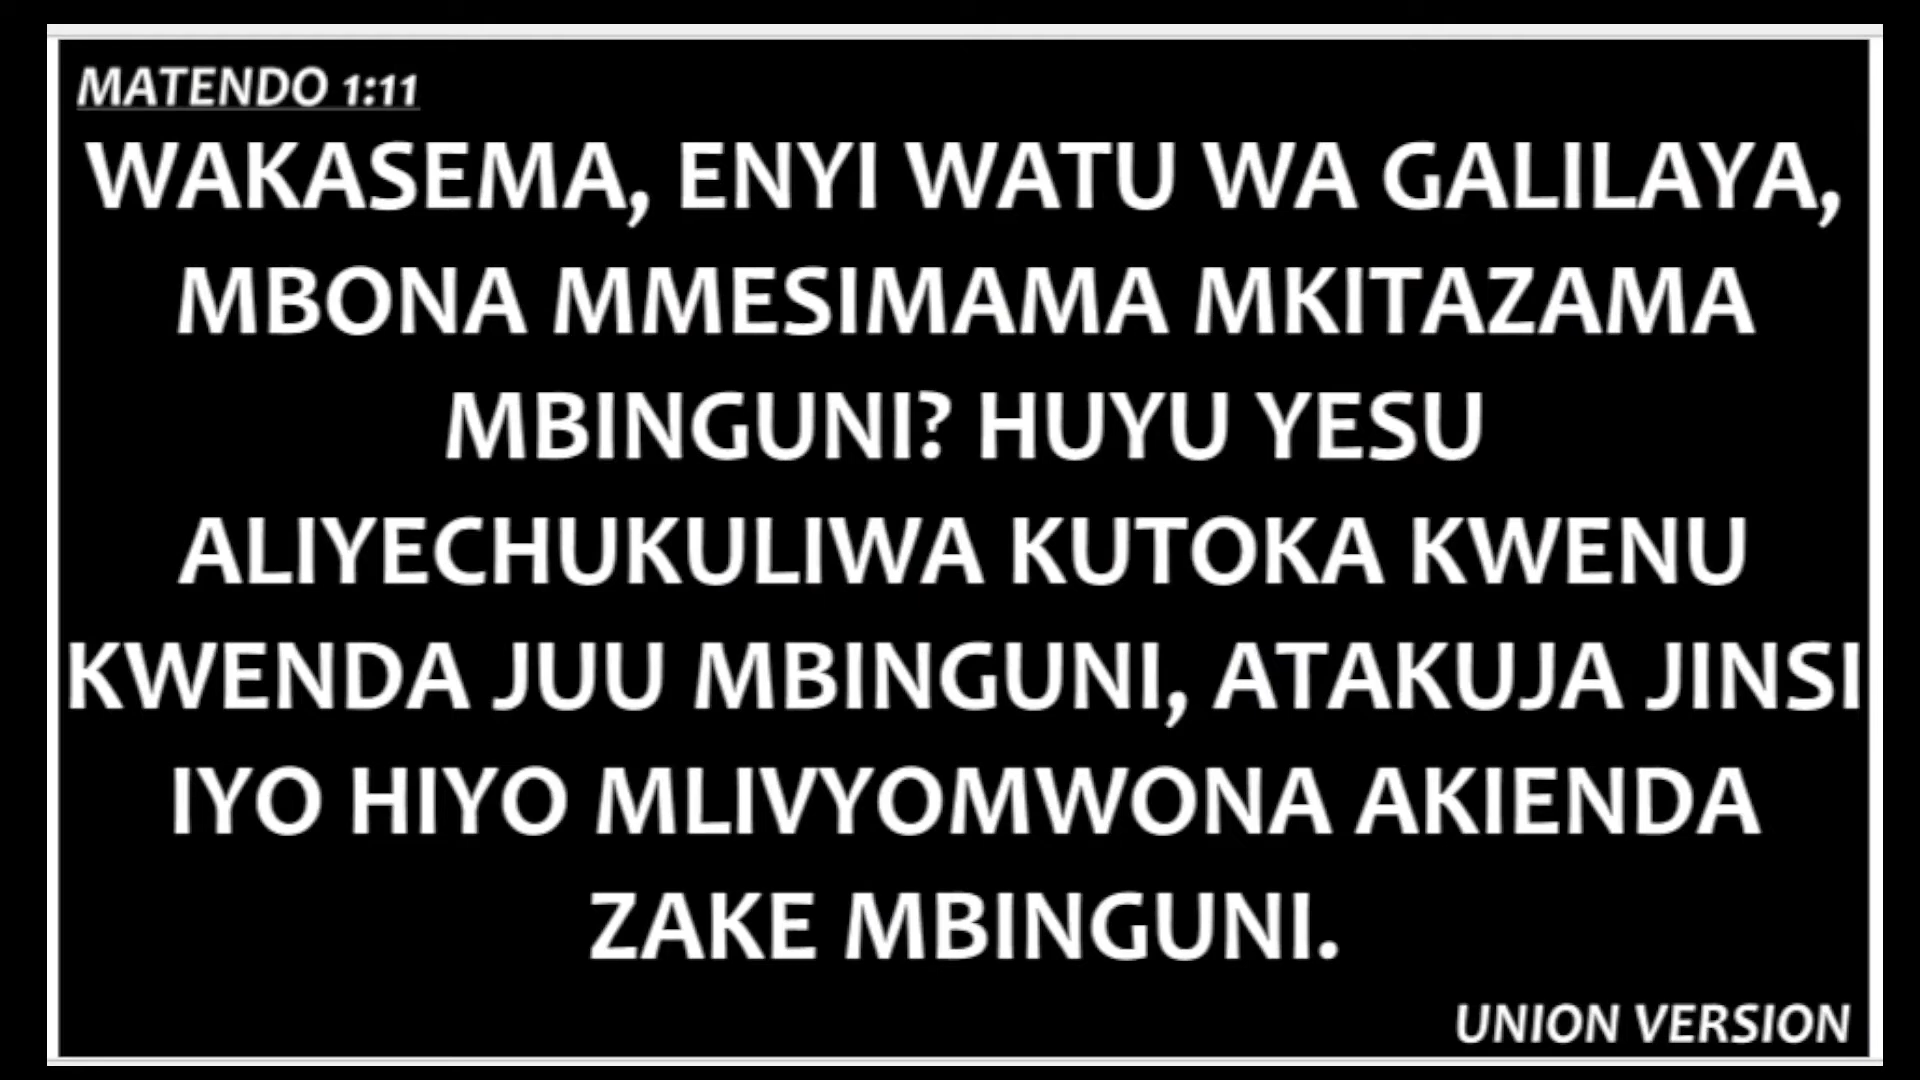 MATENDO 1:11
WAKASEMA, ENYI WATU WA GALILAYA,
MBONA MMESIMAMA MKITAZAMA
MBINGUNI? HUYU YESU
ALIYECHUKULIWA KUTOKA KWENU
KWENDA JUU MBINGUNI, ATAKUJA JINSI
IYO HIYO MLIVYOMWONA AKIENDA
ZAKE MBINGUNI.
UNION VERSION